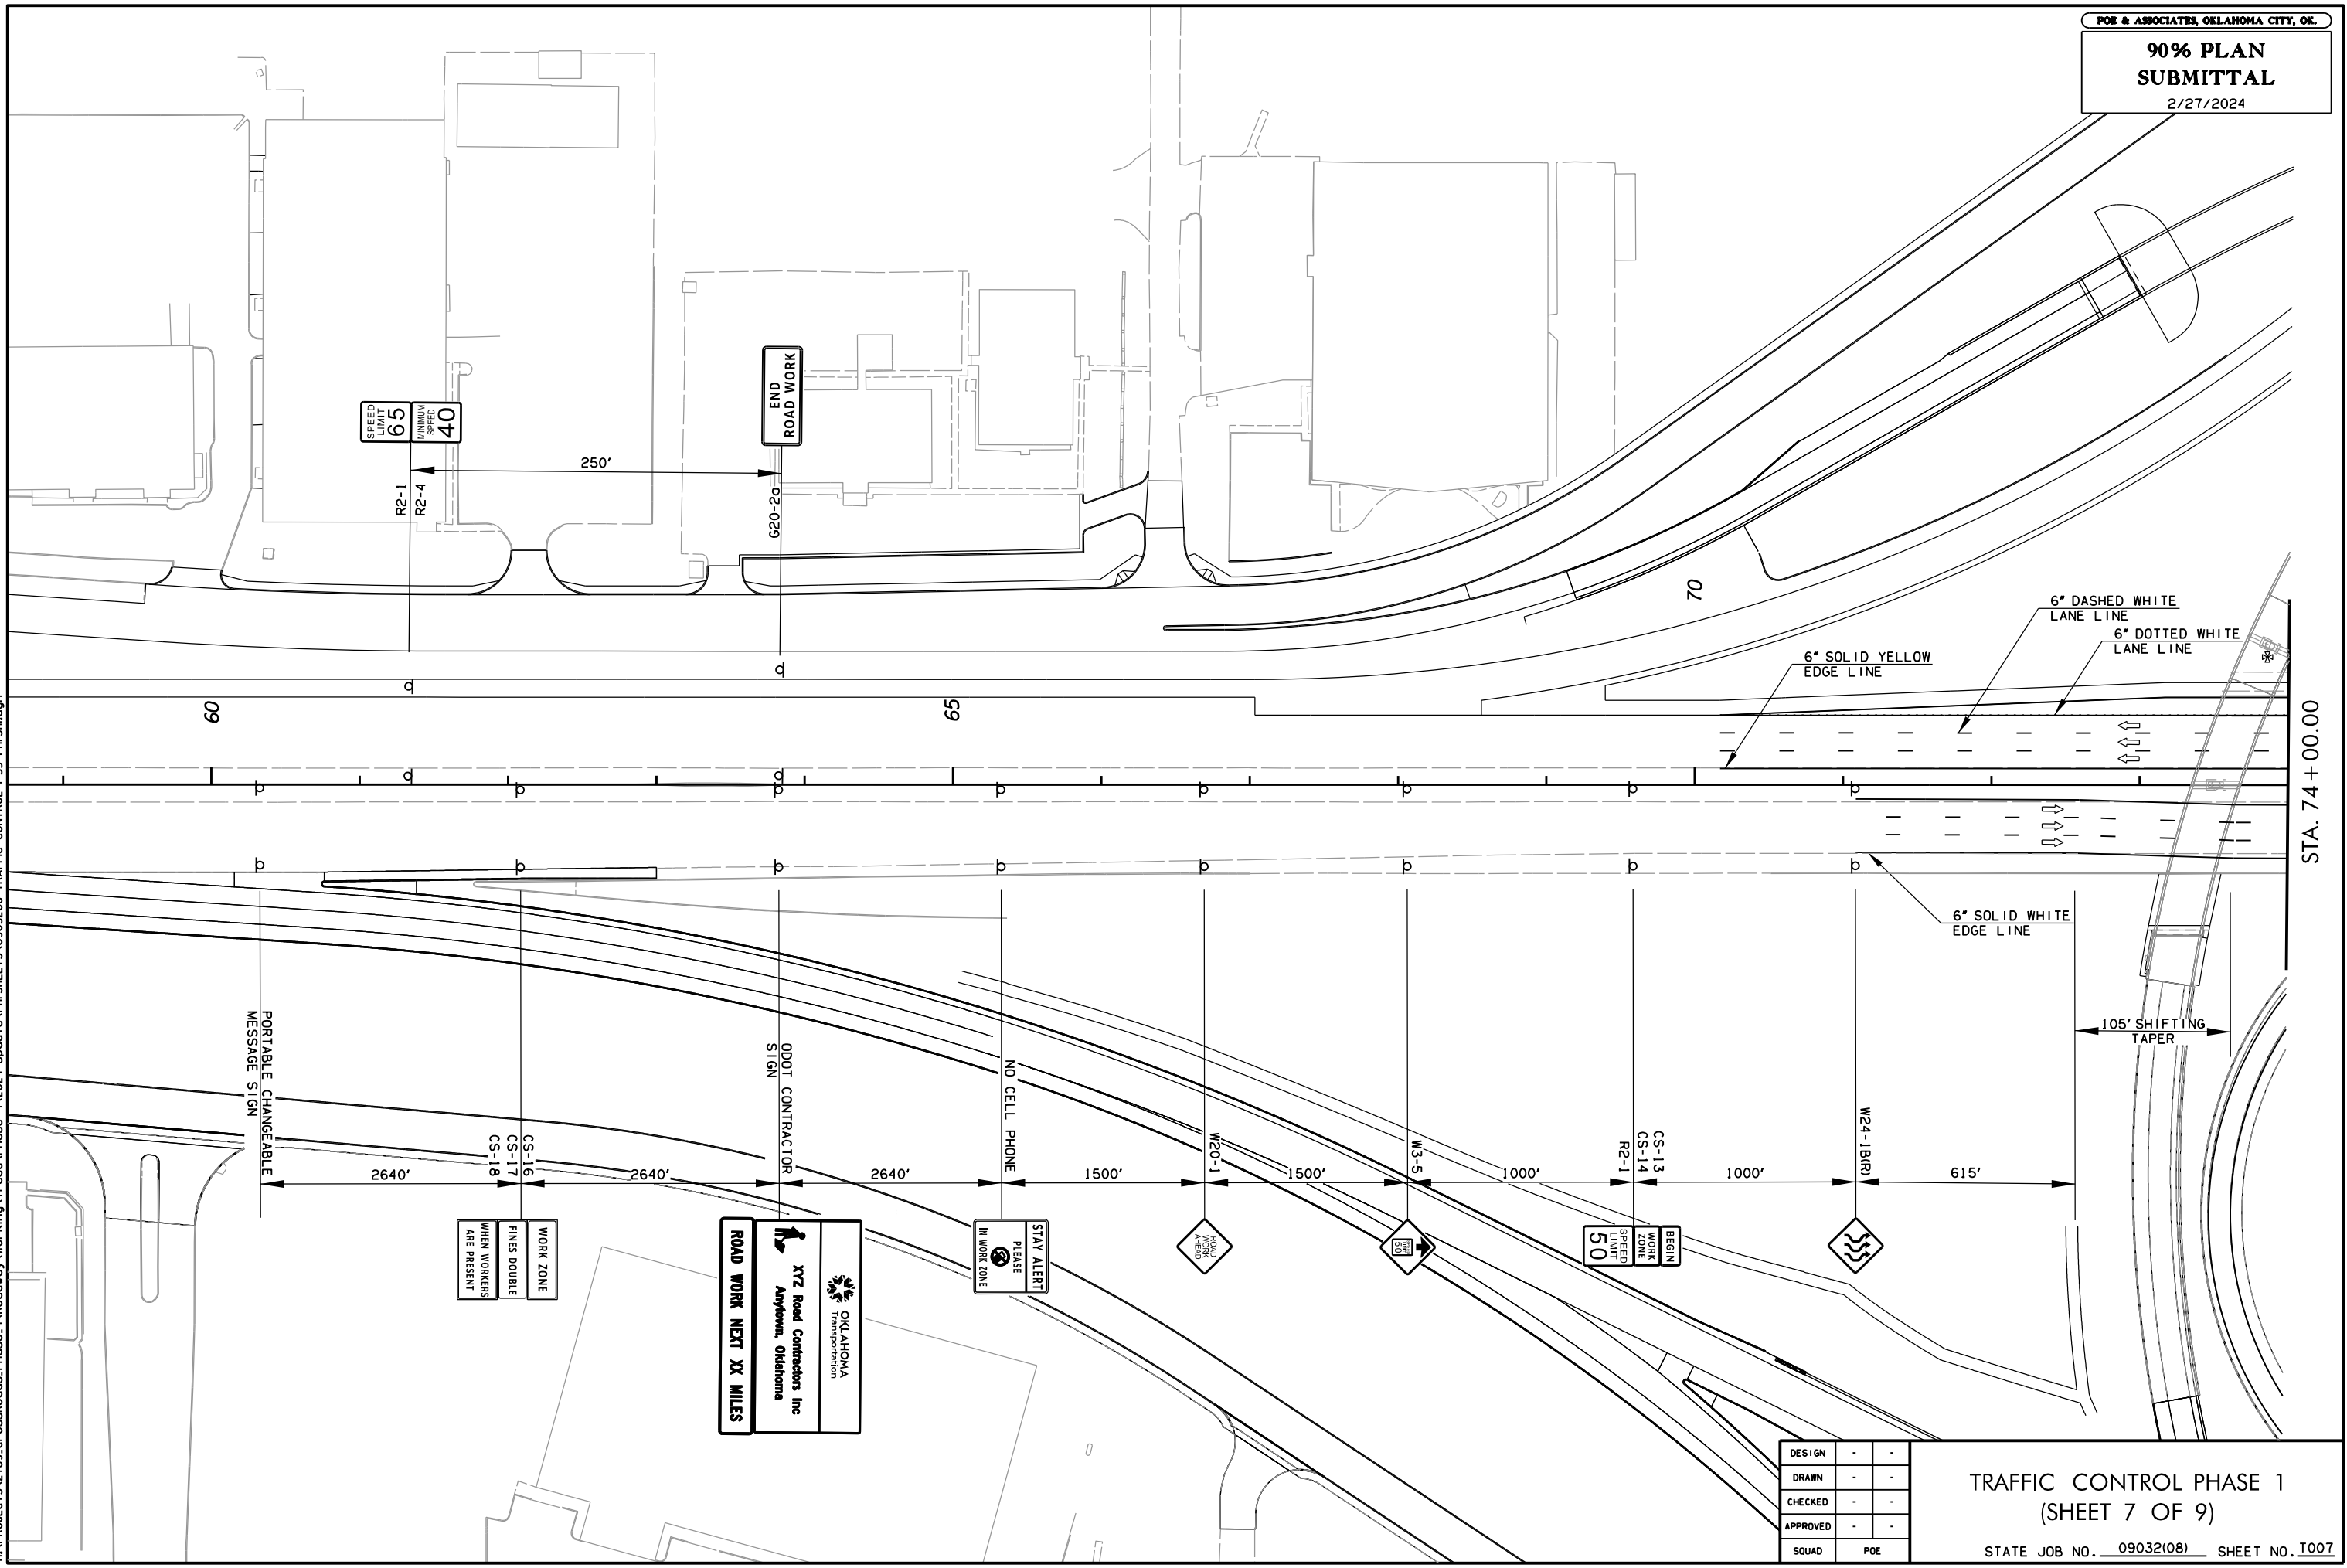 POE & ASSOCIATES, OKLAHOMA CITY, OK.
90% PLAN
SUBMITTAL
2/27/2024
SPEED
LIMIT
65
MINIMUM
SPEED
40
R2-1
R2-4
250'
END
ROAD WORK
G20-2a
60
65
70
6" DASHED WHITE
LANE LINE
6" DOTTED WHITE
LANE LINE
6" SOLID YELLOW
EDGE LINE
STA. 74+00.00
6" SOLID WHITE
EDGE LINE
105' SHIFTING
TAPER
PORTABLE CHANGEABLE
MESSAGE SIGN
CS-16
CS-17
CS-18
ODOT CONTRACTOR
SIGN
NO CELL PHONE
W20-1
W3-5
CS-13
CS-14
R2-1
W24-1B(R)
2640'
2640'
2640'
1500'
1500'
1000'
1000'
615'
WORK ZONE
FINES DOUBLE
WHEN WORKERS
ARE PRESENT
OKLAHOMA
Transportation
XYZ Road Contractors Inc
Anytown, Oklahoma
ROAD WORK NEXT XX MILES
STAY ALERT
PLEASE
IN WORK ZONE
ROAD
WORK
AHEAD
50
BEGIN
WORK
ZONE
SPEED
LIMIT
50
DESIGN - -
DRAWN - -
CHECKED - -
APPROVED - -
SQUAD POE
TRAFFIC CONTROL PHASE 1
(SHEET 7 OF 9)
STATE JOB NO. 09032(08) SHEET NO. T007